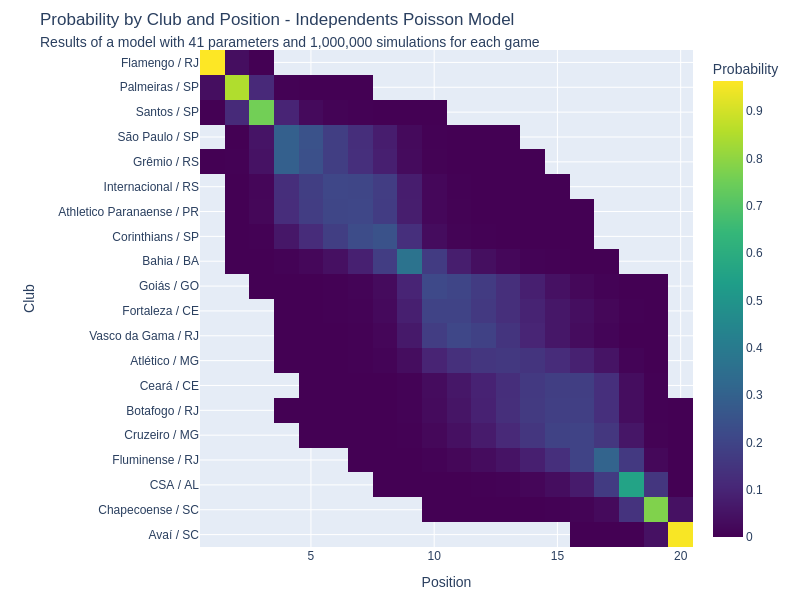 Probability by Club and Position - Independents Poisson Model
Results of a model with 41 parameters and 1,000,000 simulations for each game
Probability
Flamengo / RJ
Palmeiras / SP
Santos / SP
São Paulo / SP
Grêmio / RS
Internacional / RS
Athletico Paranaense / PR
Corinthians / SP
Bahia / BA
Goiás / GO
Fortaleza / CE
Vasco da Gama / RJ
Atlético / MG
Ceará / CE
Botafogo / RJ
Cruzeiro / MG
Fluminense / RJ
CSA / AL
Chapecoense / SC
Avaí / SC
Club
5
10
15
20
Position
0.9
0.8
0.7
0.6
0.5
0.4
0.3
0.2
0.1
0